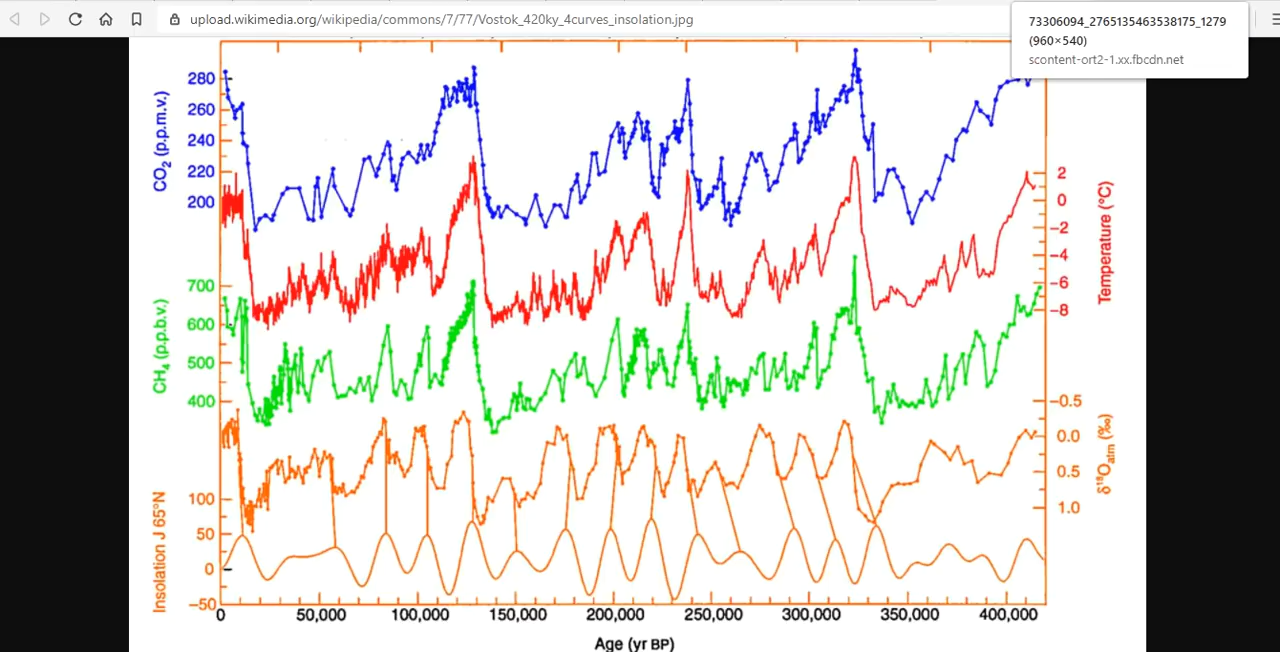 upload.wikimedia.org/wikipedia/commons/7/77/Vostok_420ky_4curves_insolation.jpg
73306094_2765135463538175_1279
(960×540)
scontent-ort2-1.xx.fbcdn.net
CO2 (p.p.m.v.)
280
260
240
220
200
Temperature (°C)
2
0
−2
−4
−6
−8
CH4 (p.p.b.v.)
700
600
500
400
δ18Oatm (‰)
−0.5
0.0
0.5
1.0
Insolation J 65°N
100
50
0
−50
0 50,000 100,000 150,000 200,000 250,000 300,000 350,000 400,000
Age (yr BP)